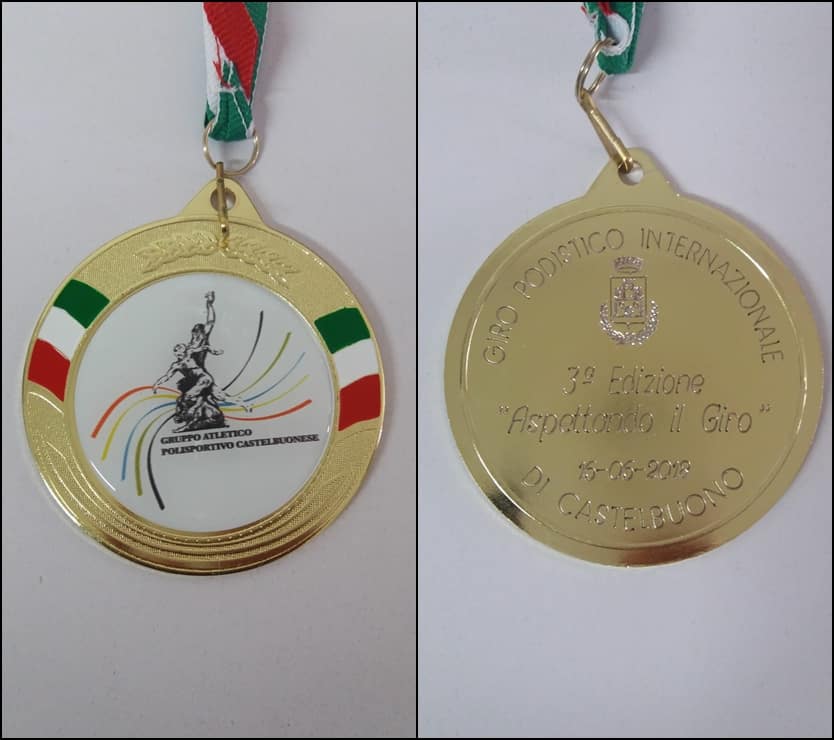 GRUPPO ATLETICO
POLISPORTIVO CASTELBUONESE
GIRO PODISTICO INTERNAZIONALE
3ª Edizione
"Aspettando il Giro"
DI CASTELBUONO